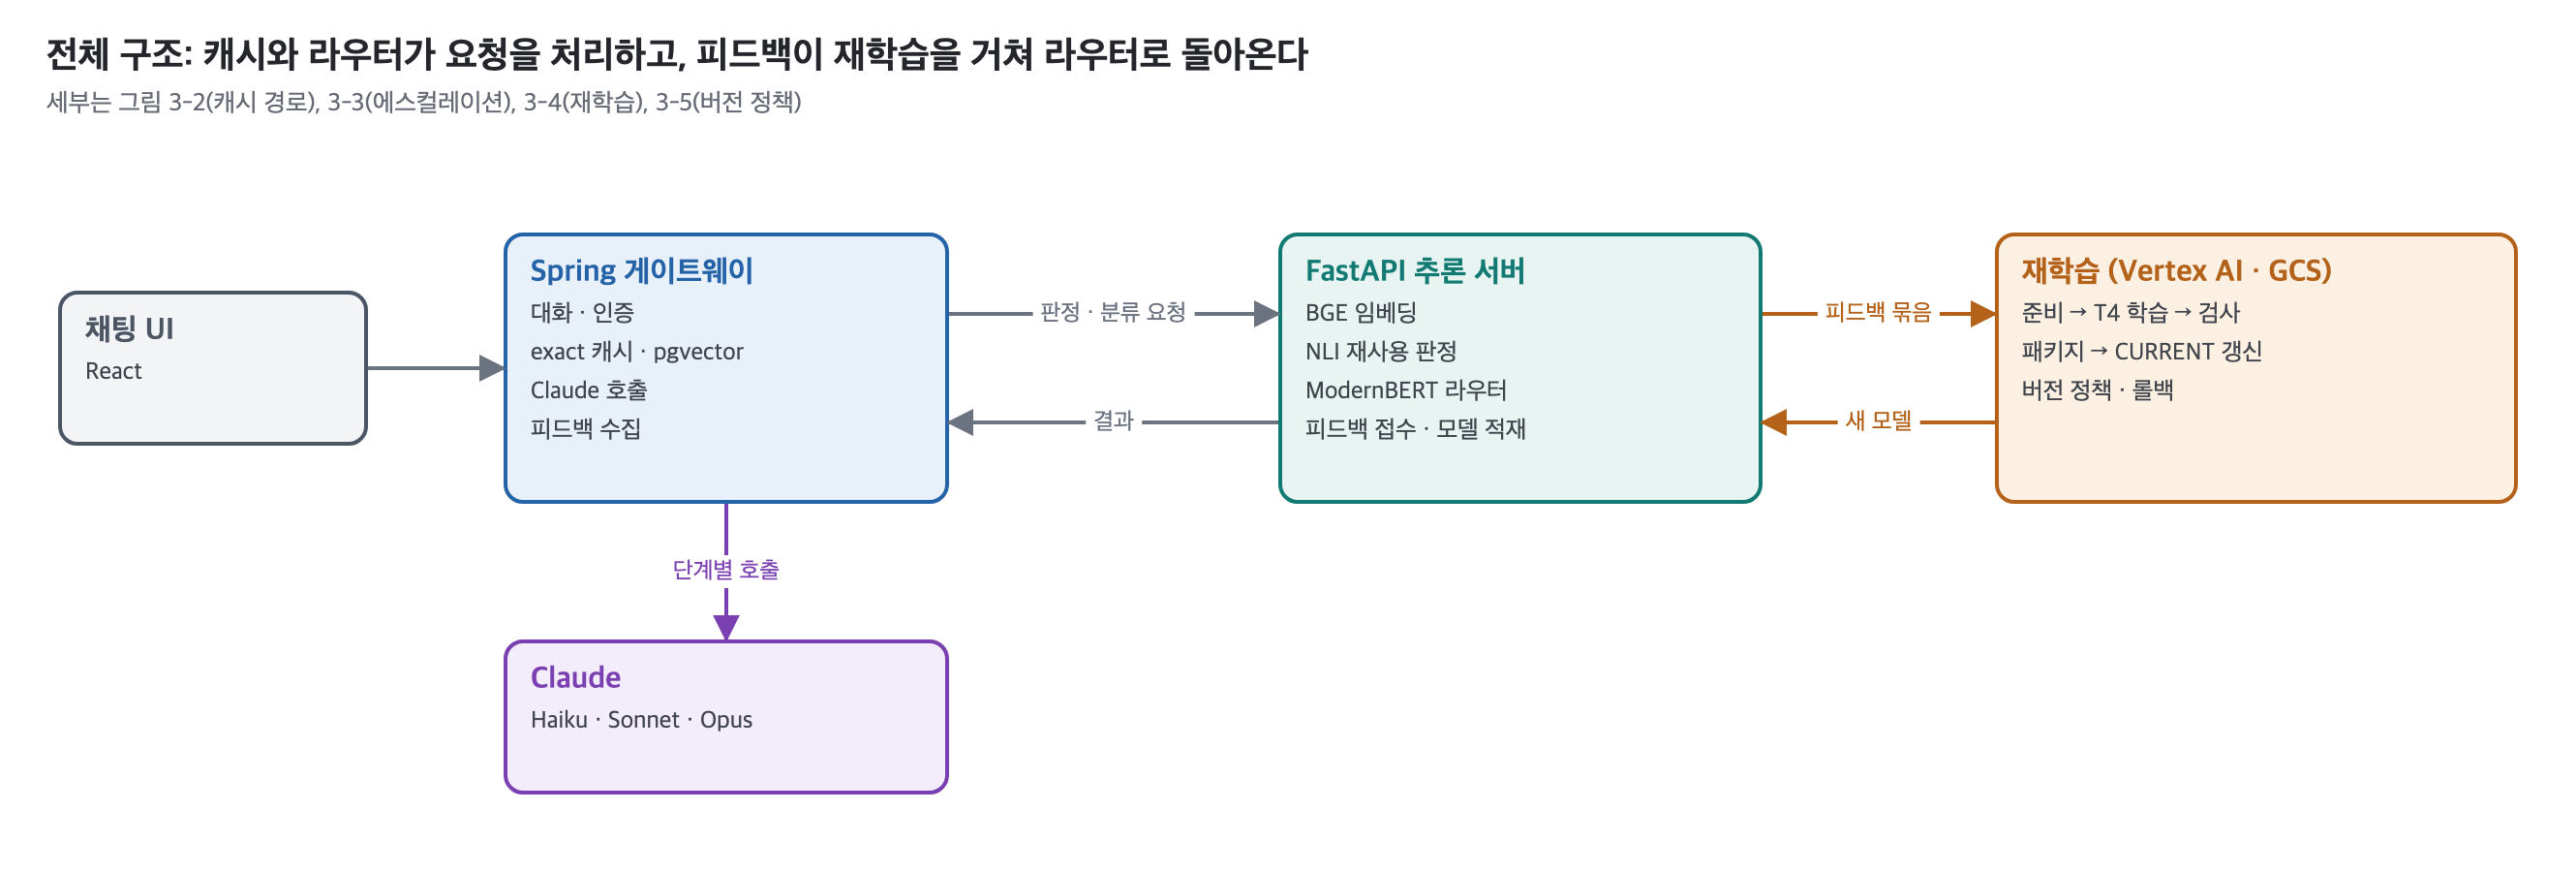 전체 구조: 캐시와 라우터가 요청을 처리하고, 피드백이 재학습을 거쳐 라우터로 돌아온다
세부는 그림 3-2(캐시 경로), 3-3(에스컬레이션), 3-4(재학습), 3-5(버전 정책)
채팅 UI
React
Spring 게이트웨이
대화 · 인증
exact 캐시 · pgvector
Claude 호출
피드백 수집
판정 · 분류 요청
결과
FastAPI 추론 서버
BGE 임베딩
NLI 재사용 판정
ModernBERT 라우터
피드백 접수 · 모델 적재
피드백 묶음
새 모델
재학습 (Vertex AI · GCS)
준비 → T4 학습 → 검사
패키지 → CURRENT 갱신
버전 정책 · 롤백
단계별 호출
Claude
Haiku · Sonnet · Opus